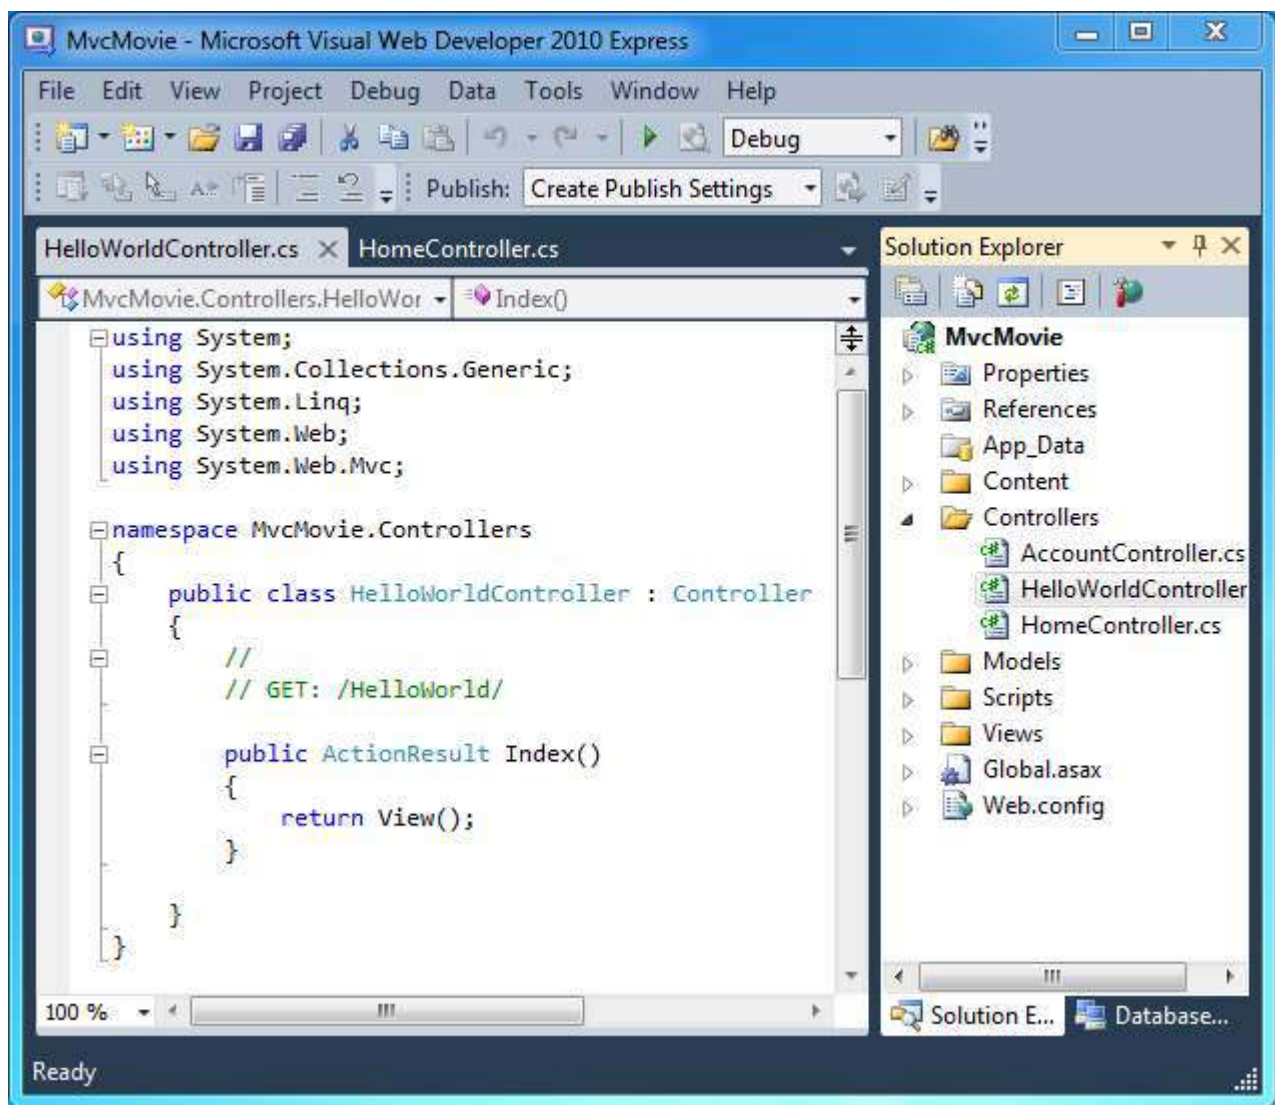 MvcMovie - Microsoft Visual Web Developer 2010 Express
File Edit View Project Debug Data Tools Window Help
Debug
Publish: Create Publish Settings
HelloWorldController.cs HomeController.cs
MvcMovie.Controllers.HelloWor Index()
using System;
using System.Collections.Generic;
using System.Linq;
using System.Web;
using System.Web.Mvc;
namespace MvcMovie.Controllers
{
public class HelloWorldController : Controller
{
//
// GET: /HelloWorld/
public ActionResult Index()
{
return View();
}
}
}
100 %
Solution Explorer
MvcMovie
Properties
References
App_Data
Content
Controllers
AccountController.cs
HelloWorldController
HomeController.cs
Models
Scripts
Views
Global.asax
Web.config
Solution E... Database...
Ready